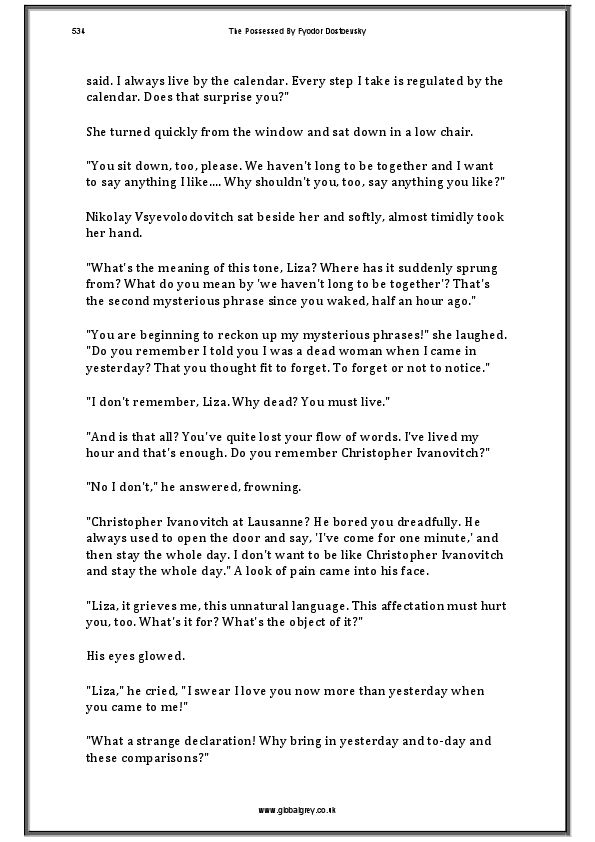 534
The Possessed By Fyodor Dostoevsky
said. I always live by the calendar. Every step I take is regulated by the
calendar. Does that surprise you?"
She turned quickly from the window and sat down in a low chair.
"You sit down, too, please. We haven't long to be together and I want
to say anything I like.... Why shouldn't you, too, say anything you like?"
Nikolay Vsyevolodovitch sat beside her and softly, almost timidly took
her hand.
"What's the meaning of this tone, Liza? Where has it suddenly sprung
from? What do you mean by 'we haven't long to be together'? That's
the second mysterious phrase since you waked, half an hour ago."
"You are beginning to reckon up my mysterious phrases!" she laughed.
"Do you remember I told you I was a dead woman when I came in
yesterday? That you thought fit to forget. To forget or not to notice."
"I don't remember, Liza. Why dead? You must live."
"And is that all? You've quite lost your flow of words. I've lived my
hour and that's enough. Do you remember Christopher Ivanovitch?"
"No I don't," he answered, frowning.
"Christopher Ivanovitch at Lausanne? He bored you dreadfully. He
always used to open the door and say, 'I've come for one minute,' and
then stay the whole day. I don't want to be like Christopher Ivanovitch
and stay the whole day." A look of pain came into his face.
"Liza, it grieves me, this unnatural language. This affectation must hurt
you, too. What's it for? What's the object of it?"
His eyes glowed.
"Liza," he cried, "I swear I love you now more than yesterday when
you came to me!"
"What a strange declaration! Why bring in yesterday and to-day and
these comparisons?"
www.globalgrey.co.uk